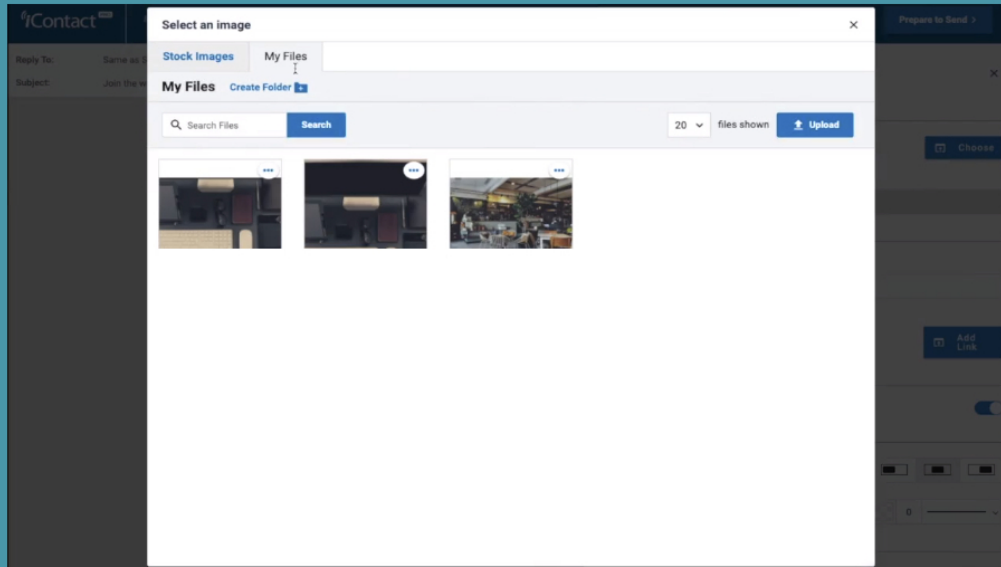 iContact
Prepare to Send >
Select an image
Reply To:
Same as S
Subject:
Join the w
Stock Images
My Files
My Files
Create Folder
Search Files
Search
20
files shown
Upload
Choose
Add
Link
0